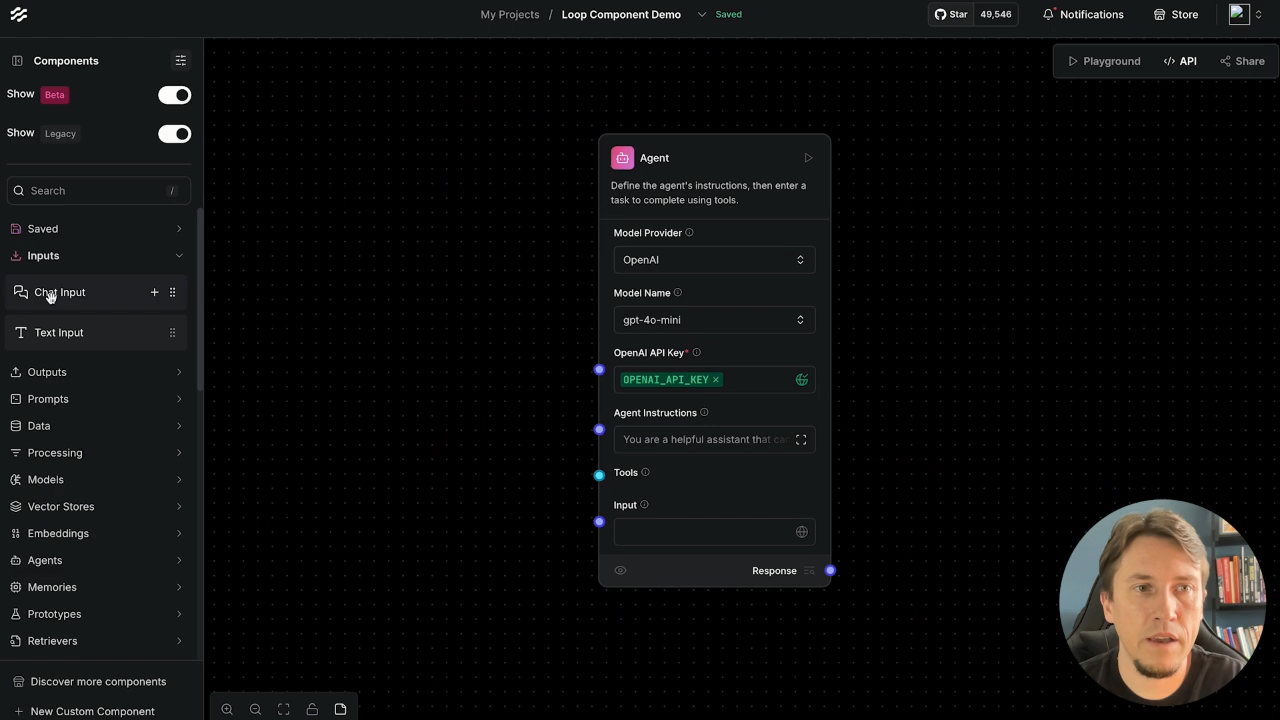 My Projects / Loop Component Demo Saved
Star 49,546 Notifications Store
Components
Playground API Share
Show Beta
Show Legacy
Search /
Saved
Inputs
Chat Input
Text Input
Outputs
Prompts
Data
Processing
Models
Vector Stores
Embeddings
Agents
Memories
Prototypes
Retrievers
Discover more components
New Custom Component
Agent
Define the agent's instructions, then enter a
task to complete using tools.
Model Provider
OpenAI
Model Name
gpt-4o-mini
OpenAI API Key*
OPENAI_API_KEY ×
Agent Instructions
You are a helpful assistant that
Tools
Input
Response